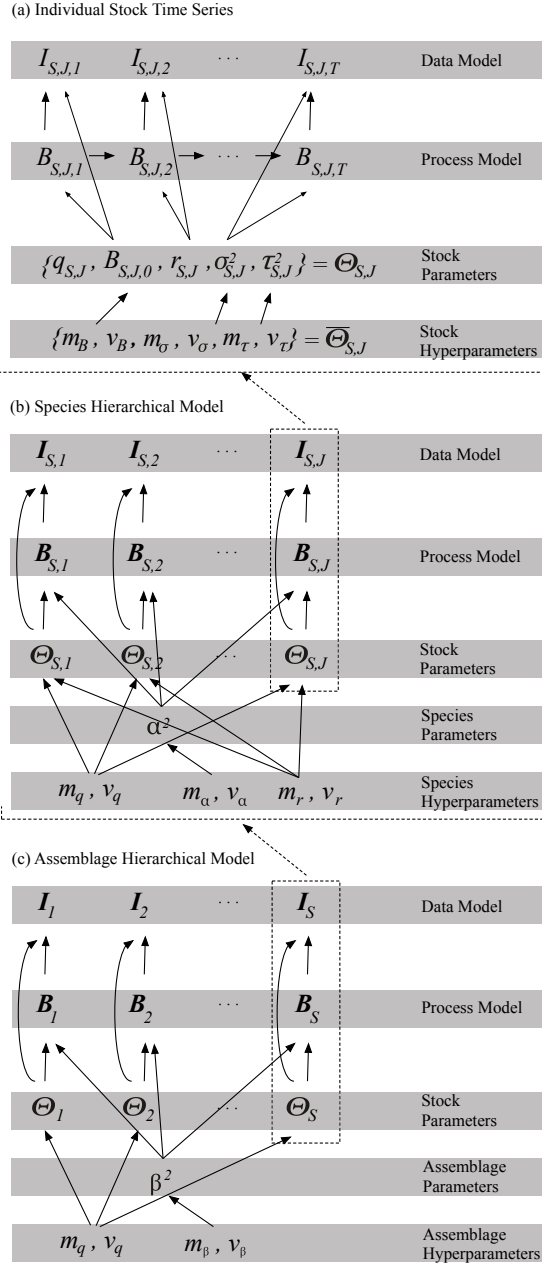 (a) Individual Stock Time Series
I_{S,J,1} I_{S,J,2} ··· I_{S,J,T} Data Model
B_{S,J,1} B_{S,J,2} ··· B_{S,J,T} Process Model
{q_{S,J}, B_{S,J,0}, r_{S,J}, σ²_{S,J}, τ²_{S,J}} = Θ_{S,J} Stock
Parameters
{m_B, v_B, m_σ, v_σ, m_τ, v_τ} = Θ̅_{S,J} Stock
Hyperparameters
(b) Species Hierarchical Model
I_{S,1} I_{S,2} ··· I_{S,J} Data Model
B_{S,1} B_{S,2} ··· B_{S,J} Process Model
Θ_{S,1} Θ_{S,2} ··· Θ_{S,J} Stock
Parameters
α² Species
Parameters
m_q, v_q m_α, v_α m_r, v_r Species
Hyperparameters
(c) Assemblage Hierarchical Model
I_1 I_2 ··· I_S Data Model
B_1 B_2 ··· B_S Process Model
Θ_1 Θ_2 ··· Θ_S Stock
Parameters
β² Assemblage
Parameters
m_q, v_q m_β, v_β Assemblage
Hyperparameters